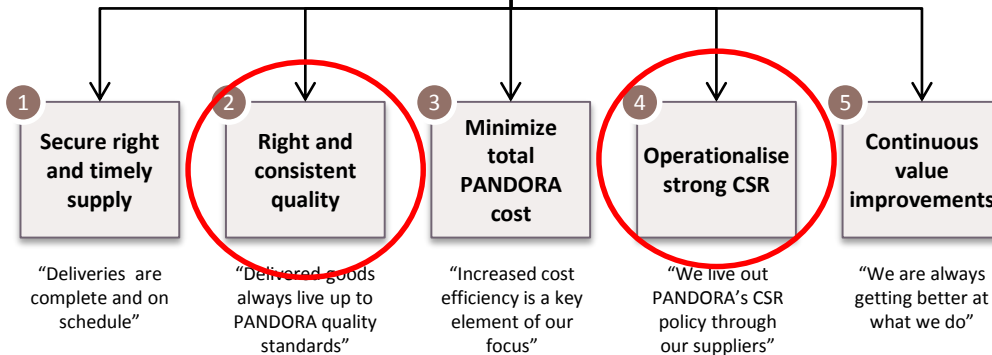 1
Secure right
and timely
supply
“Deliveries are
complete and on
schedule”
2
Right and
consistent
quality
“Delivered goods
always live up to
PANDORA quality
standards”
3
Minimize
total
PANDORA
cost
“Increased cost
efficiency is a key
element of our
focus”
4
Operationalise
strong CSR
“We live out
PANDORA’s CSR
policy through
our suppliers”
5
Continuous
value
improvements
“We are always
getting better at
what we do”